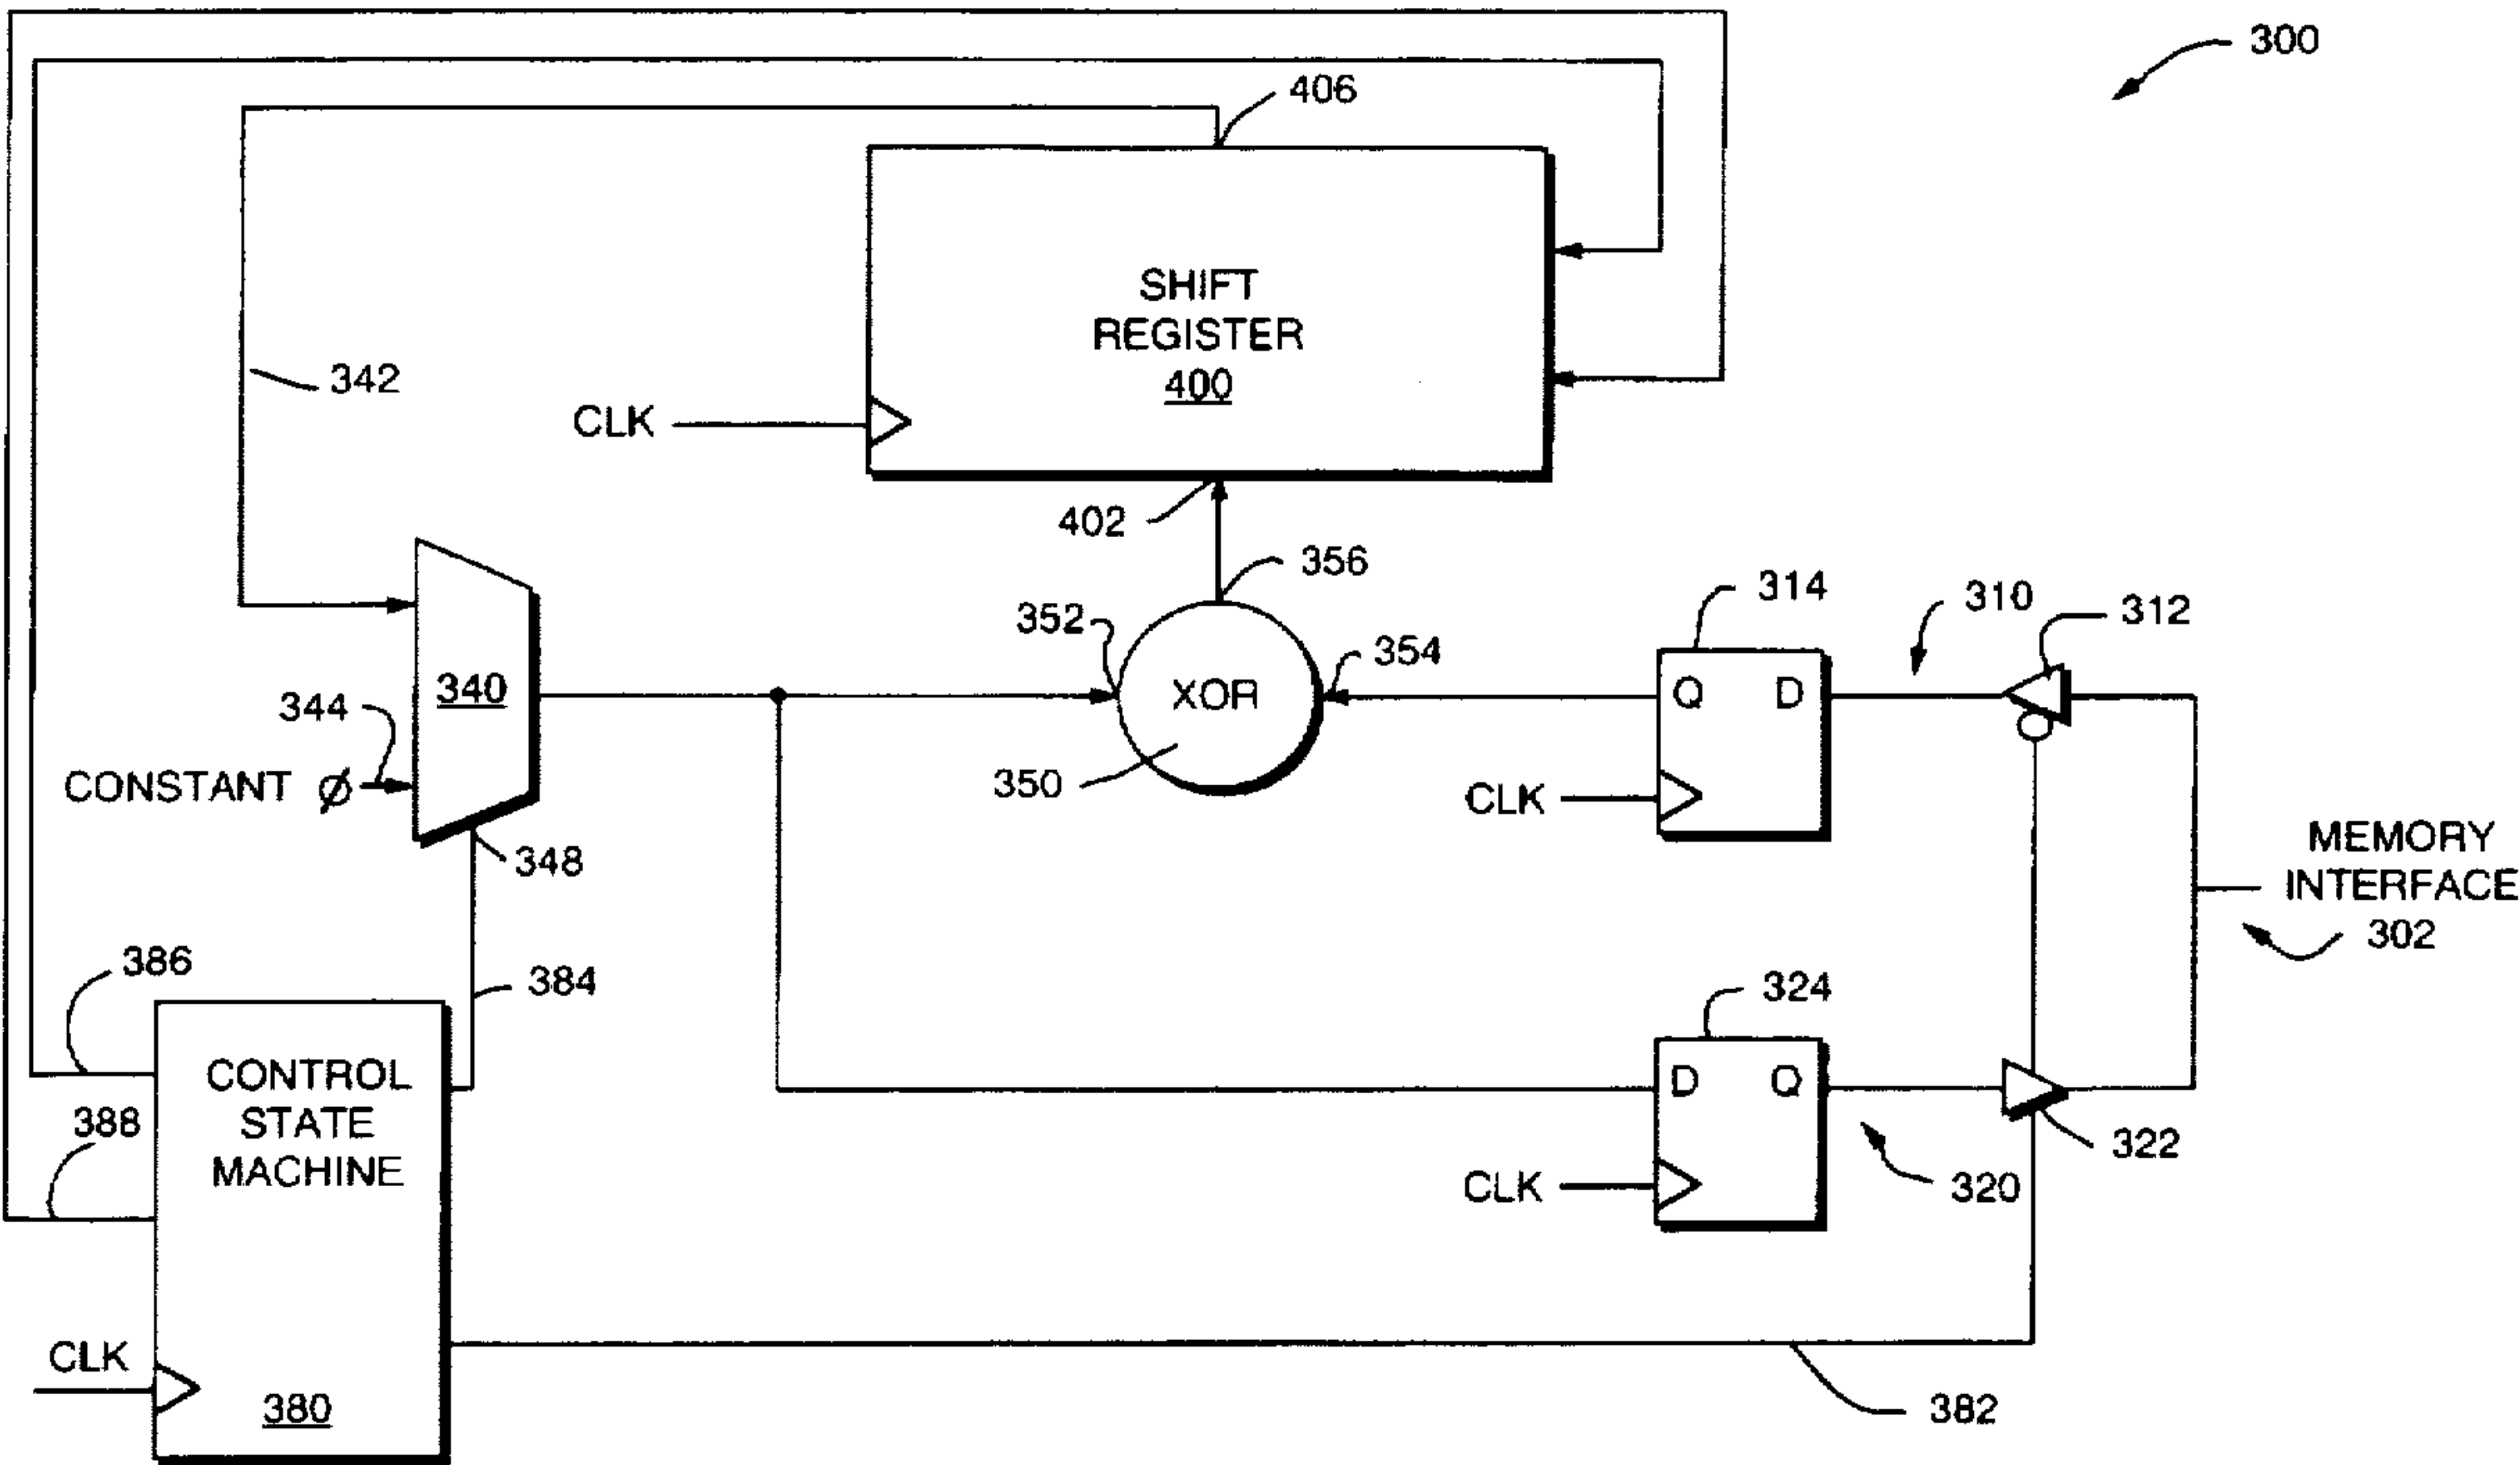 300
406
SHIFT
REGISTER
400
342
CLK
402
356
314
310
312
352
354
340
XOR
Q D
344
CONSTANT Ø
350
CLK
348
MEMORY
INTERFACE
302
386
384
324
CONTROL
STATE
MACHINE
D Q
388
322
CLK
320
CLK
380
382